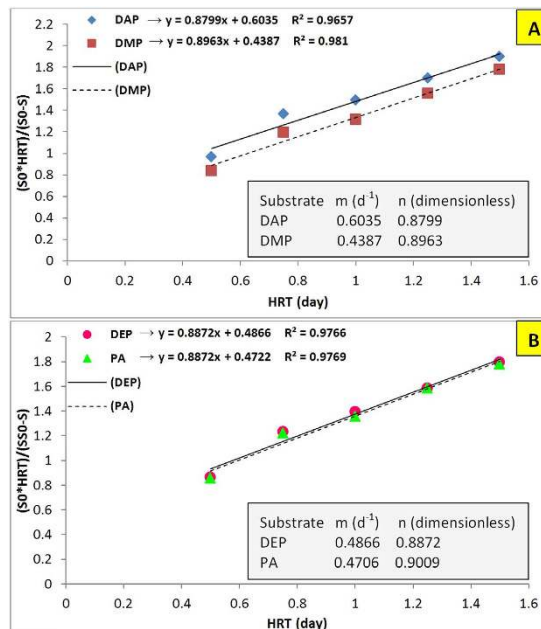 A
DAP → y = 0.8799x + 0.6035 R² = 0.9657
DMP → y = 0.8963x + 0.4387 R² = 0.981
(DAP)
(DMP)
(S0*HRT)/(S0-S)
2.2
2
1.8
1.6
1.4
1.2
1
0.8
0.6
0.4
0.2
0
Substrate m (d⁻¹) n (dimensionless)
DAP 0.6035 0.8799
DMP 0.4387 0.8963
0 0.2 0.4 0.6 0.8 1 1.2 1.4 1.6
HRT (day)
B
DEP → y = 0.8872x + 0.4866 R² = 0.9766
PA → y = 0.8872x + 0.4722 R² = 0.9769
(DEP)
(PA)
(S0*HRT)/(SS0-S)
2
1.8
1.6
1.4
1.2
1
0.8
0.6
0.4
0.2
0
Substrate m (d⁻¹) n (dimensionless)
DEP 0.4866 0.8872
PA 0.4706 0.9009
0 0.2 0.4 0.6 0.8 1 1.2 1.4 1.6
HRT (day)